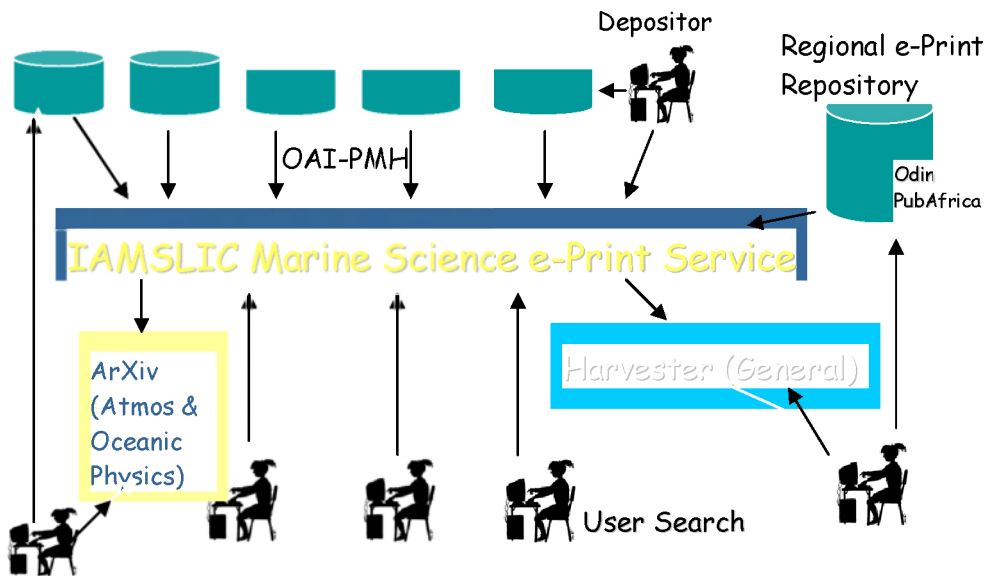 Depositor
Regional e-Print
Repository
OAI-PMH
Odin
PubAfrica
IAMSLIC Marine Science e-Print Service
ArXiv
(Atmos &
Oceanic
Physics)
Harvester (General)
User Search